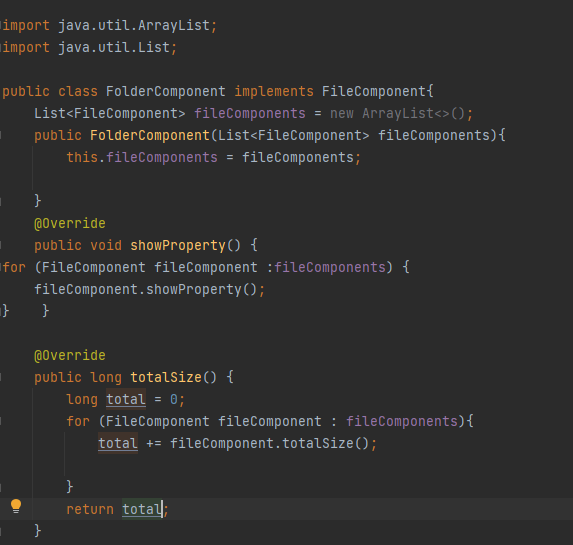 import java.util.ArrayList;
import java.util.List;
public class FolderComponent implements FileComponent{
List<FileComponent> fileComponents = new ArrayList<>();
public FolderComponent(List<FileComponent> fileComponents){
this.fileComponents = fileComponents;
}
@Override
public void showProperty() {
for (FileComponent fileComponent :fileComponents) {
fileComponent.showProperty();
}    }
@Override
public long totalSize() {
long total = 0;
for (FileComponent fileComponent : fileComponents){
total += fileComponent.totalSize();
}
return total;
}